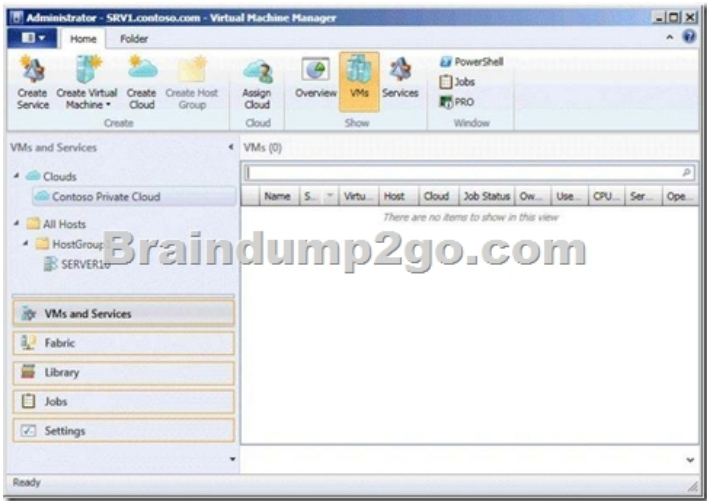 Administrator - SRV1.contoso.com - Virtual Machine Manager
Home Folder
Create Service
Create Virtual Machine
Create Cloud
Create Host Group
Assign Cloud
Overview
VMs
Services
PowerShell
Jobs
PRO
Create Cloud Show Window
VMs and Services
VMs (0)
Clouds
Contoso Private Cloud
All Hosts
HostGroup
SERVER10
Name S... Virtu... Host Cloud Job Status Ow... Use... CPU... Ser... Ope...
There are no items to show in this view
Braindump2go.com
VMs and Services
Fabric
Library
Jobs
Settings
Ready